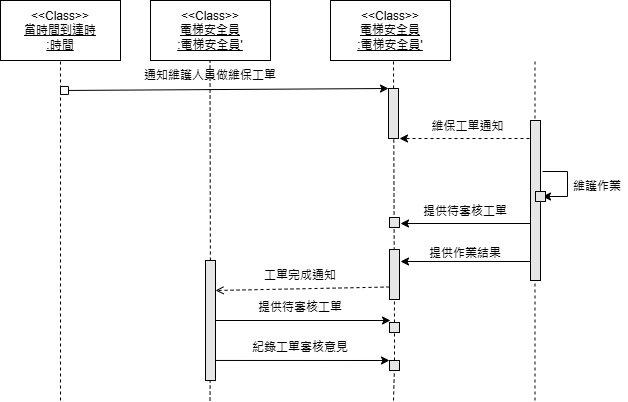 <<Class>>
當時間到達時
:時間
<<Class>>
電梯安全員
:電梯安全員'
<<Class>>
電梯安全員
:電梯安全員'
通知維護人員做維保工單
維保工單通知
維護作業
提供待審核工單
提供作業結果
工單完成通知
提供待審核工單
紀錄工單審核意見